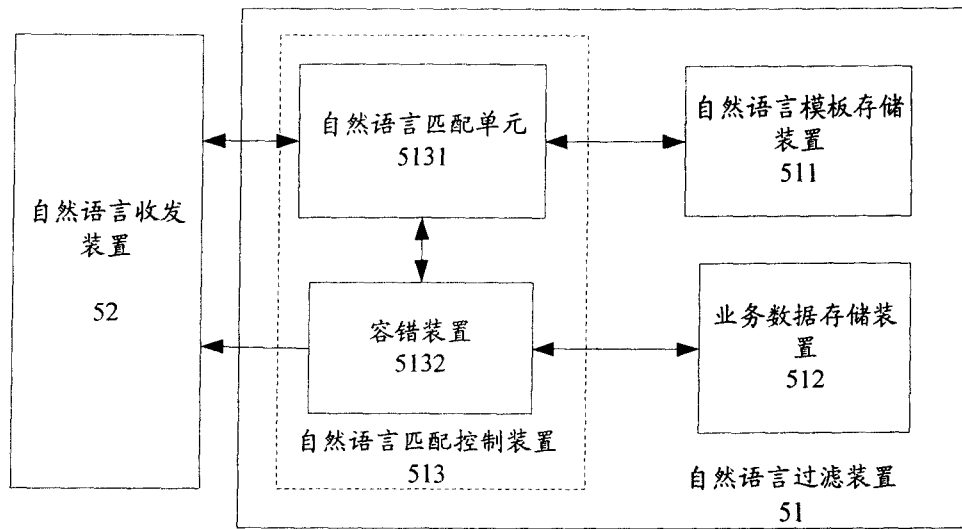 自然语言收发
装置
52
自然语言匹配单元
5131
容错装置
5132
自然语言匹配控制装置
513
自然语言模板存储
装置
511
业务数据存储装
置
512
自然语言过滤装置
51